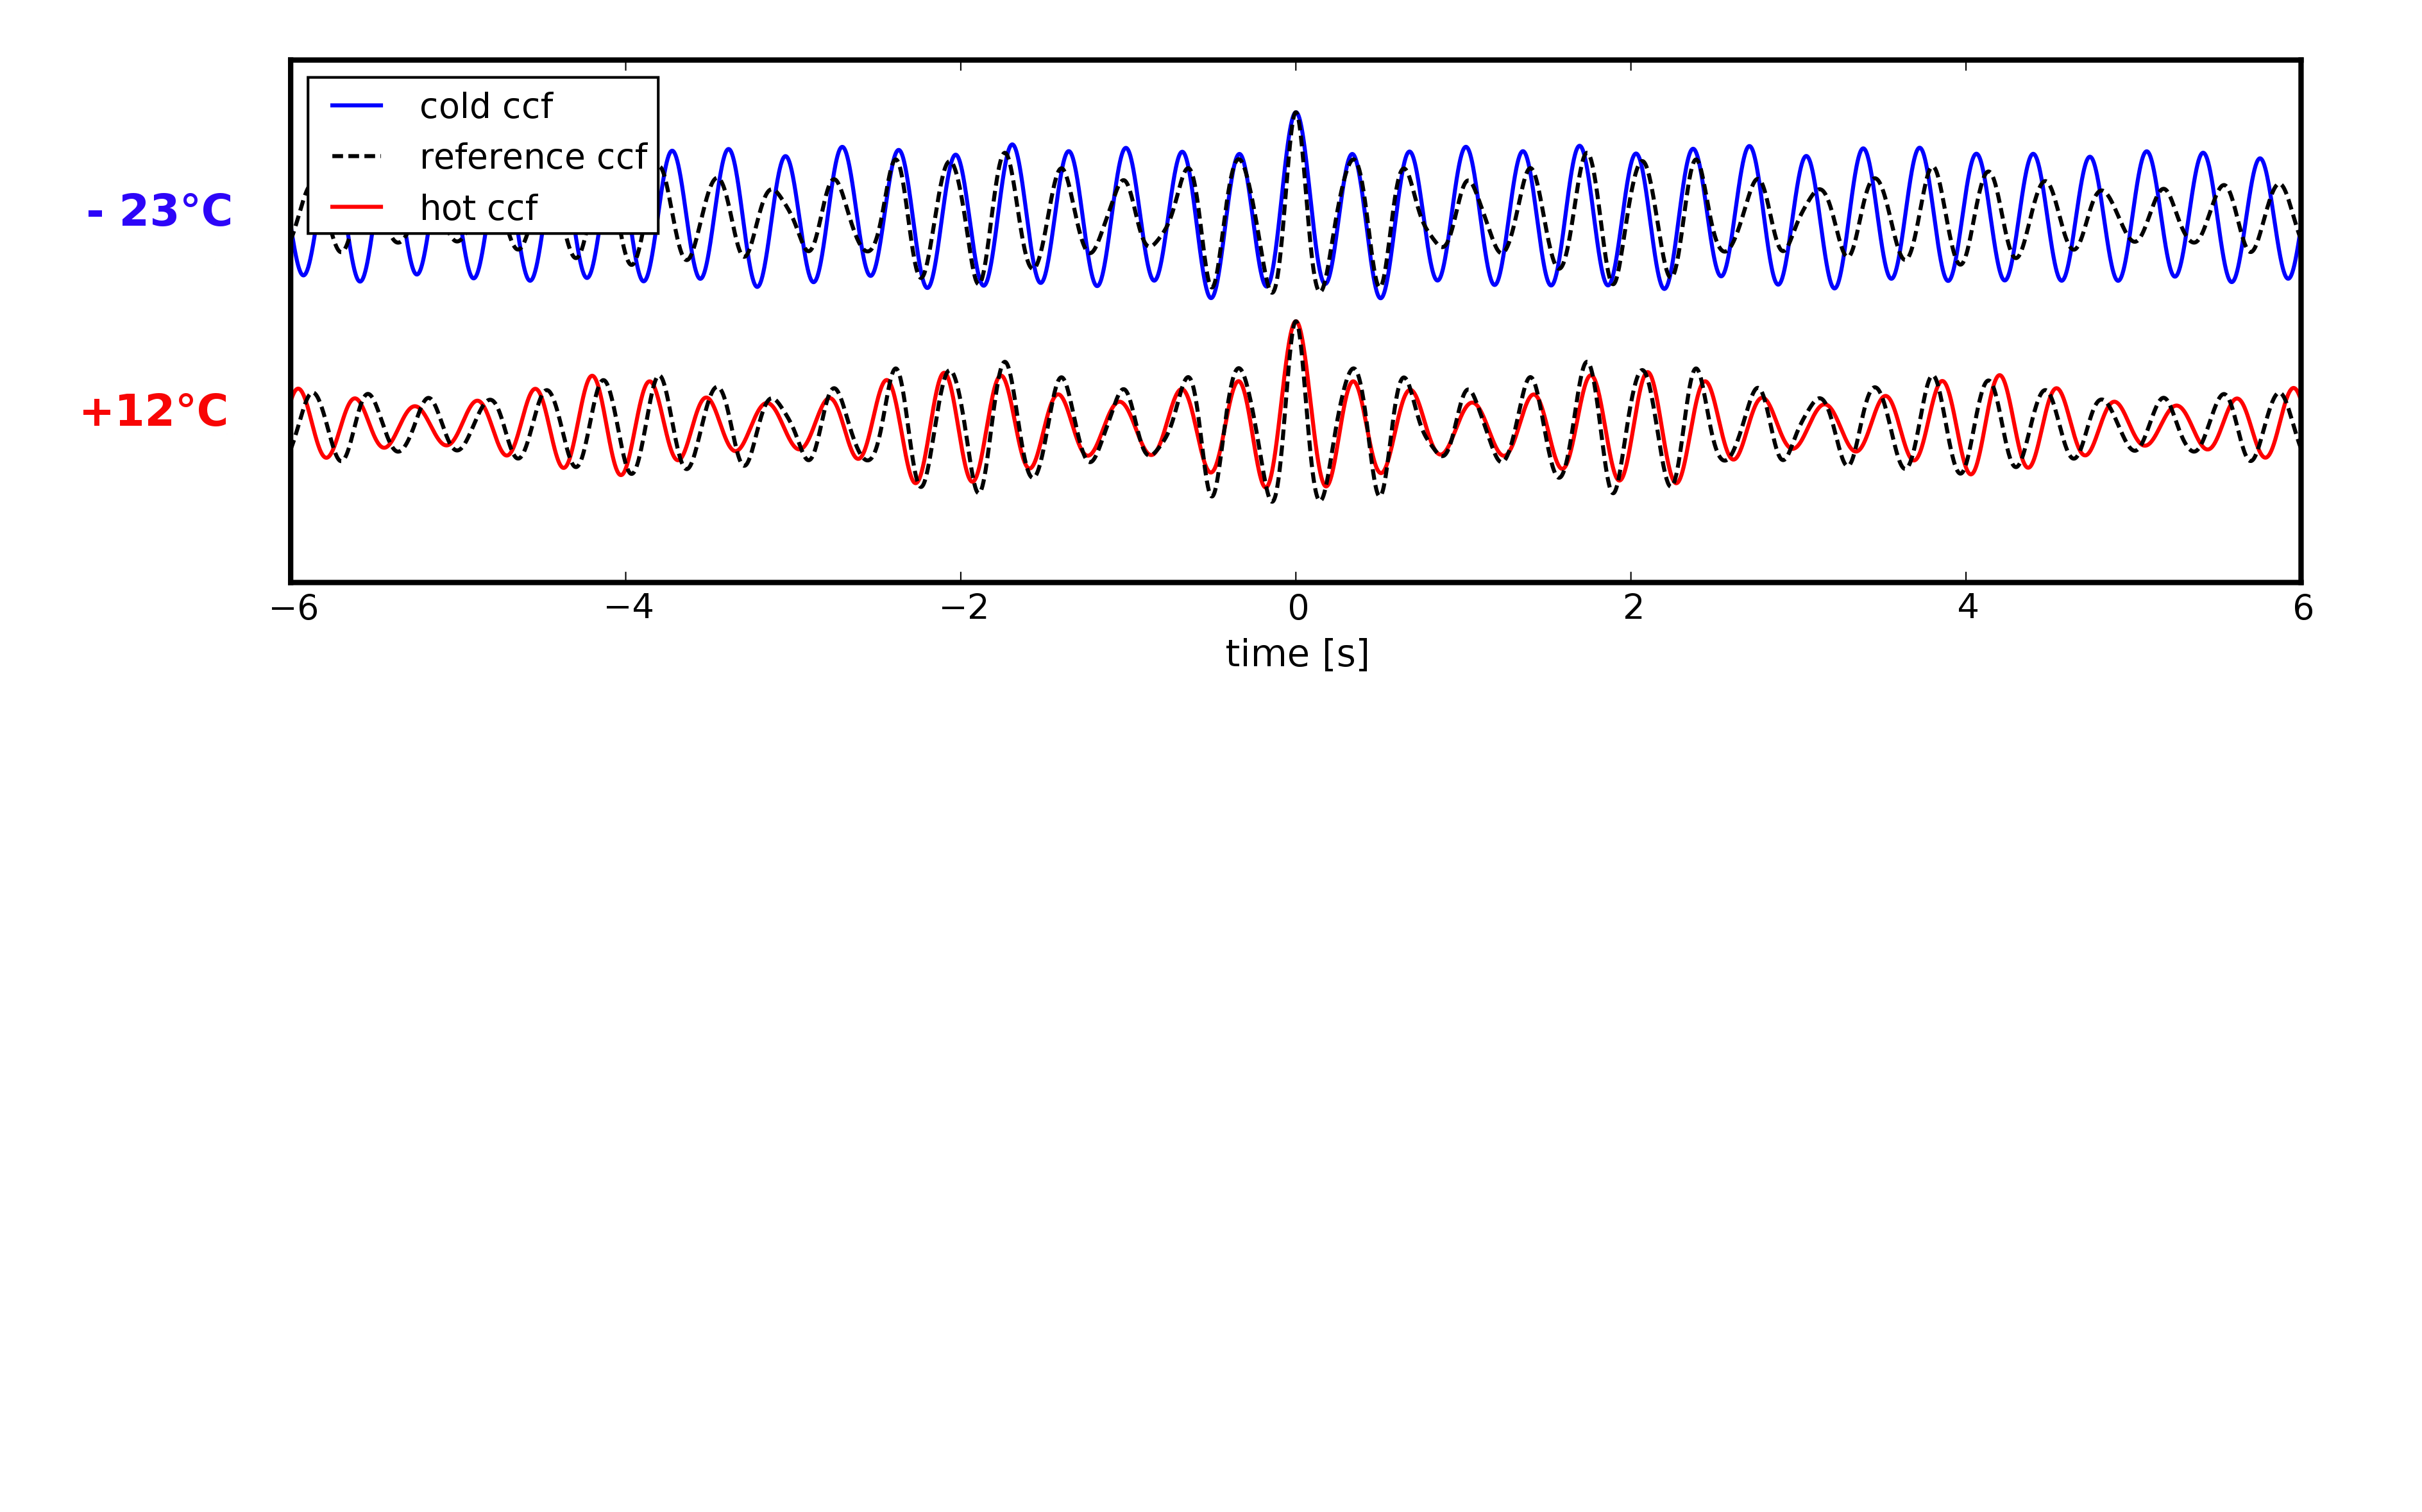 cold ccf
reference ccf
hot ccf
- 23°C
+12°C
−6 −4 −2 0 2 4 6
time [s]